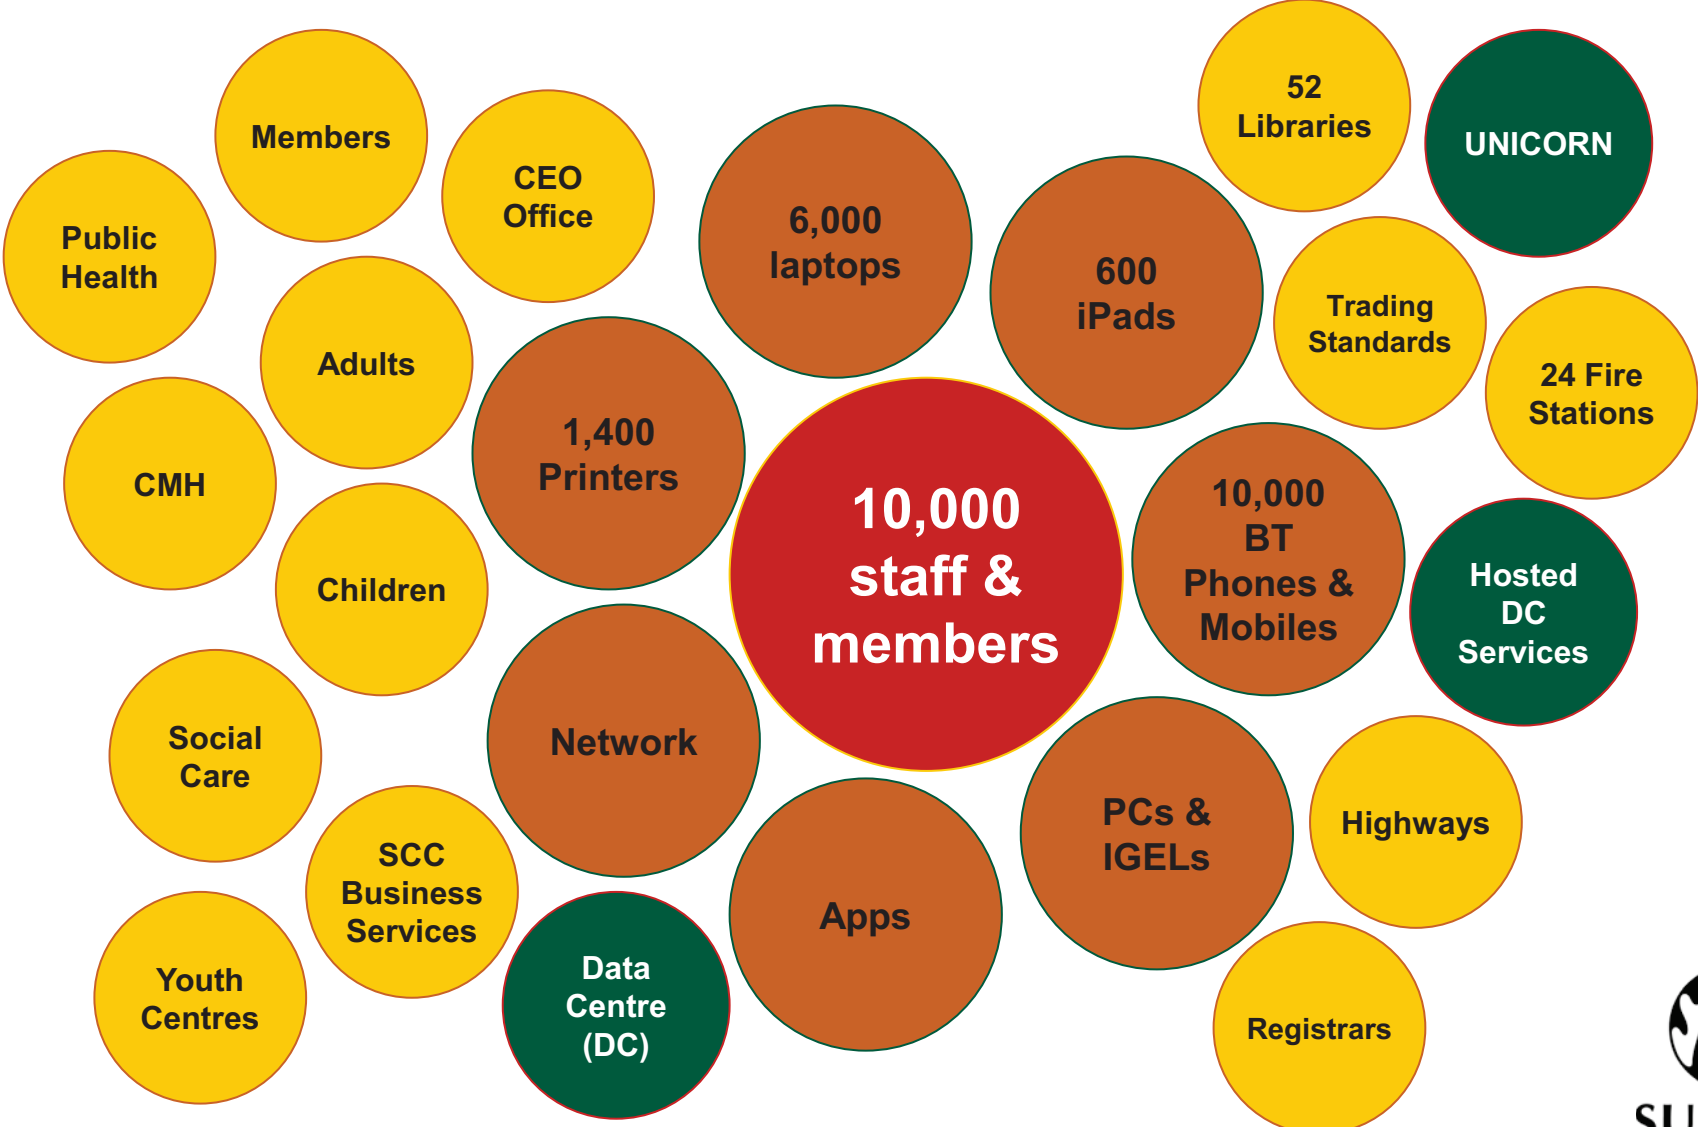 Members
CEO
Office
Public
Health
Adults
CMH
Children
Social
Care
SCC
Business
Services
Youth
Centres
6,000
laptops
600
iPads
1,400
Printers
10,000
staff &
members
10,000
BT
Phones &
Mobiles
Network
Apps
PCs &
IGELs
Data
Centre
(DC)
52
Libraries
UNICORN
Trading
Standards
24 Fire
Stations
Hosted
DC
Services
Highways
Registrars